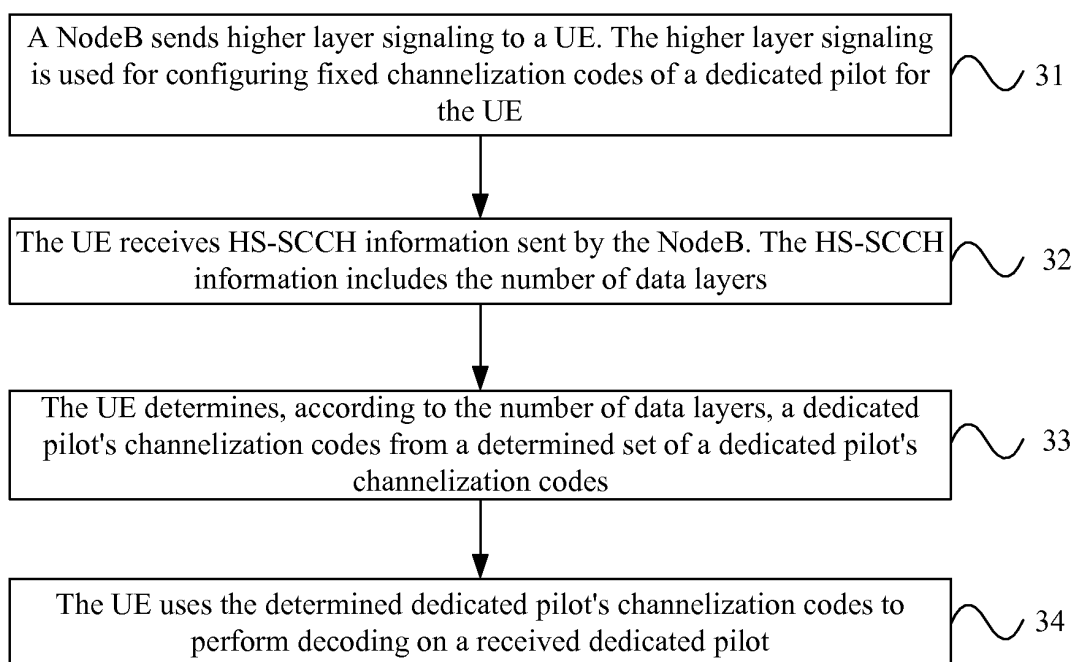 A NodeB sends higher layer signaling to a UE. The higher layer signaling
is used for configuring fixed channelization codes of a dedicated pilot for
the UE
31
The UE receives HS-SCCH information sent by the NodeB. The HS-SCCH
information includes the number of data layers
32
The UE determines, according to the number of data layers, a dedicated
pilot's channelization codes from a determined set of a dedicated pilot's
channelization codes
33
The UE uses the determined dedicated pilot's channelization codes to
perform decoding on a received dedicated pilot
34